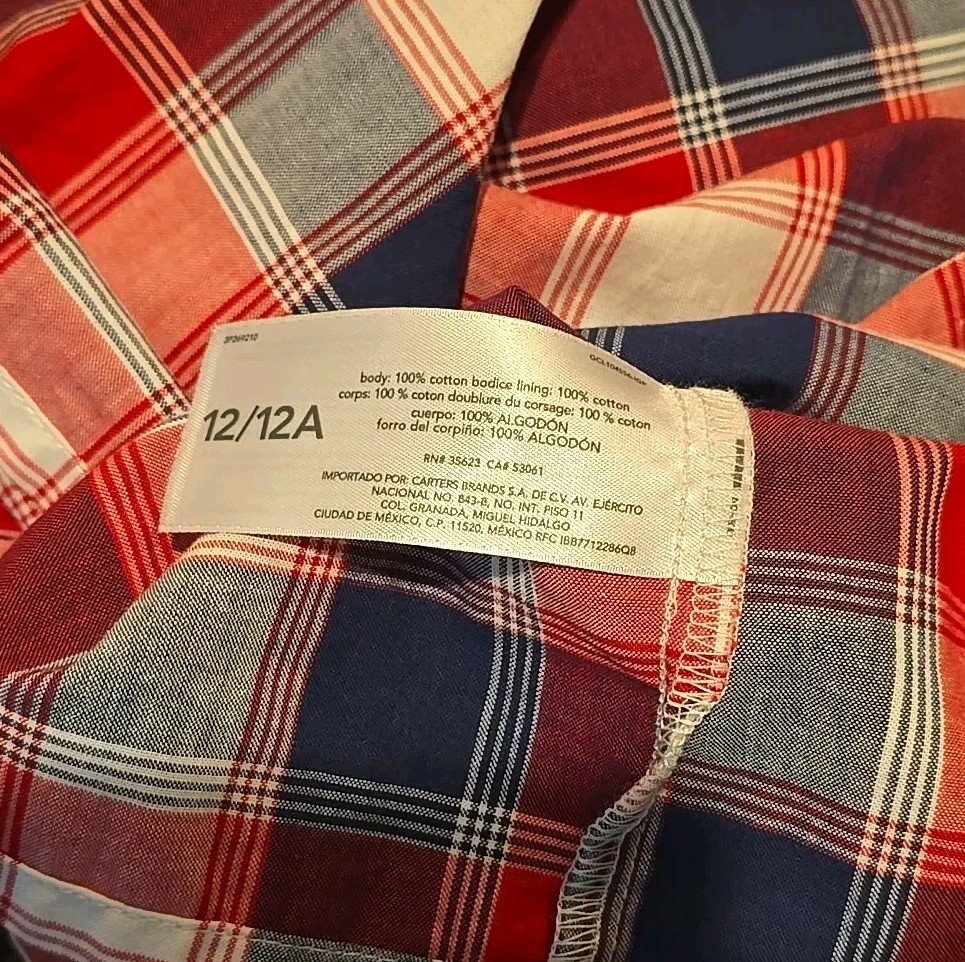 3P369210
12/12A
body: 100% cotton bodice lining: 100% cotton
corps: 100 % coton doublure du corsage: 100 % coton
cuerpo: 100% ALGODÓN
forro del corpiño: 100% ALGODÓN
RN# 35623 CA# 53061
IMPORTADO POR: CARTERS BRANDS S.A. DE C.V. AV. EJÉRCITO
NACIONAL NO. 843-B, NO. INT. PISO 11
COL. GRANADA, MIGUEL HIDALGO
CIUDAD DE MÉXICO, C.P. 11520, MÉXICO RFC IBB7712286Q8